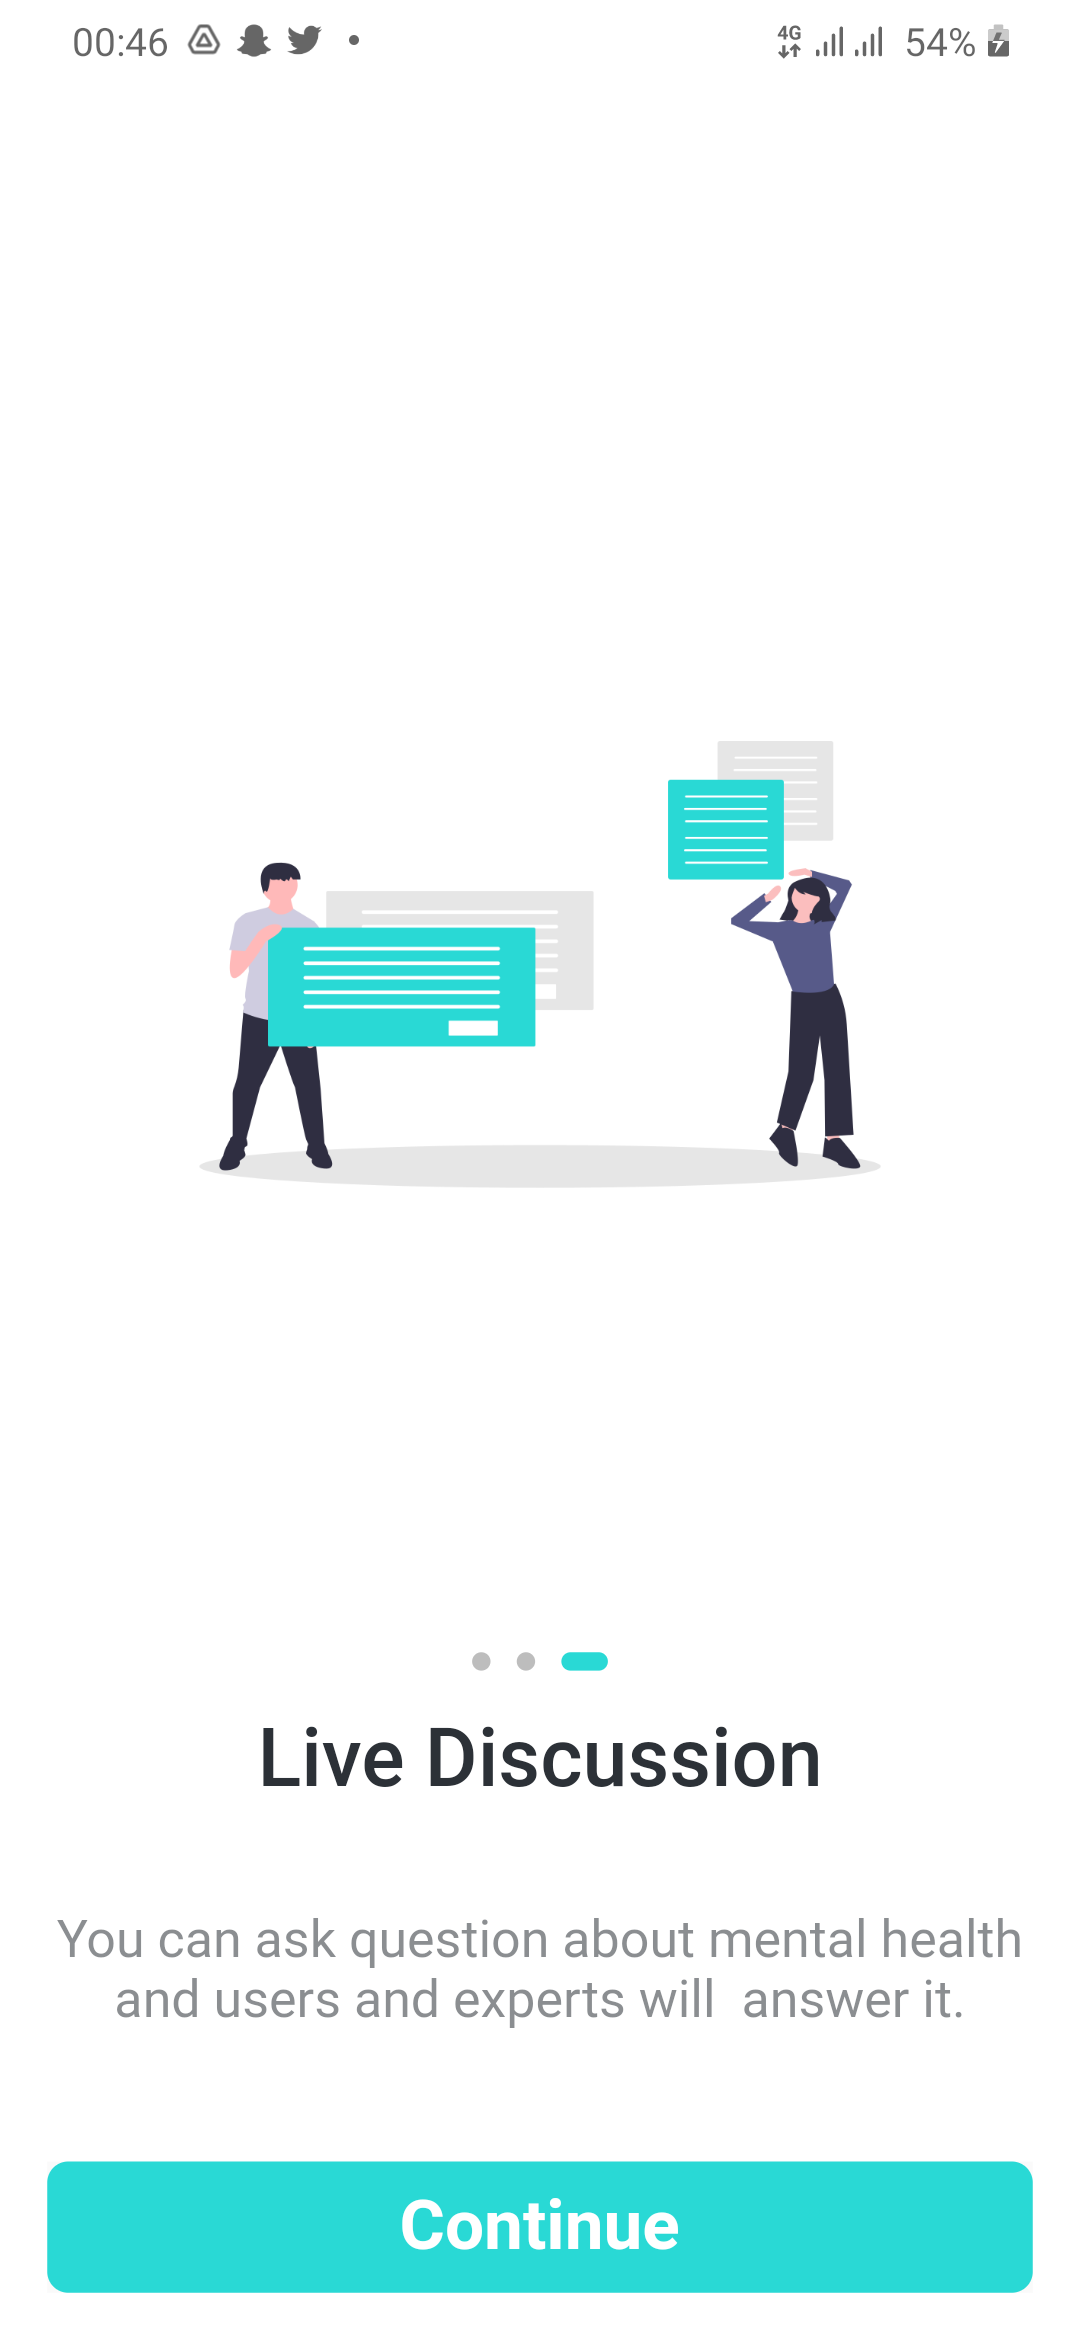 00:46
4G 54%
Live Discussion
You can ask question about mental health
and users and experts will  answer it.
Continue